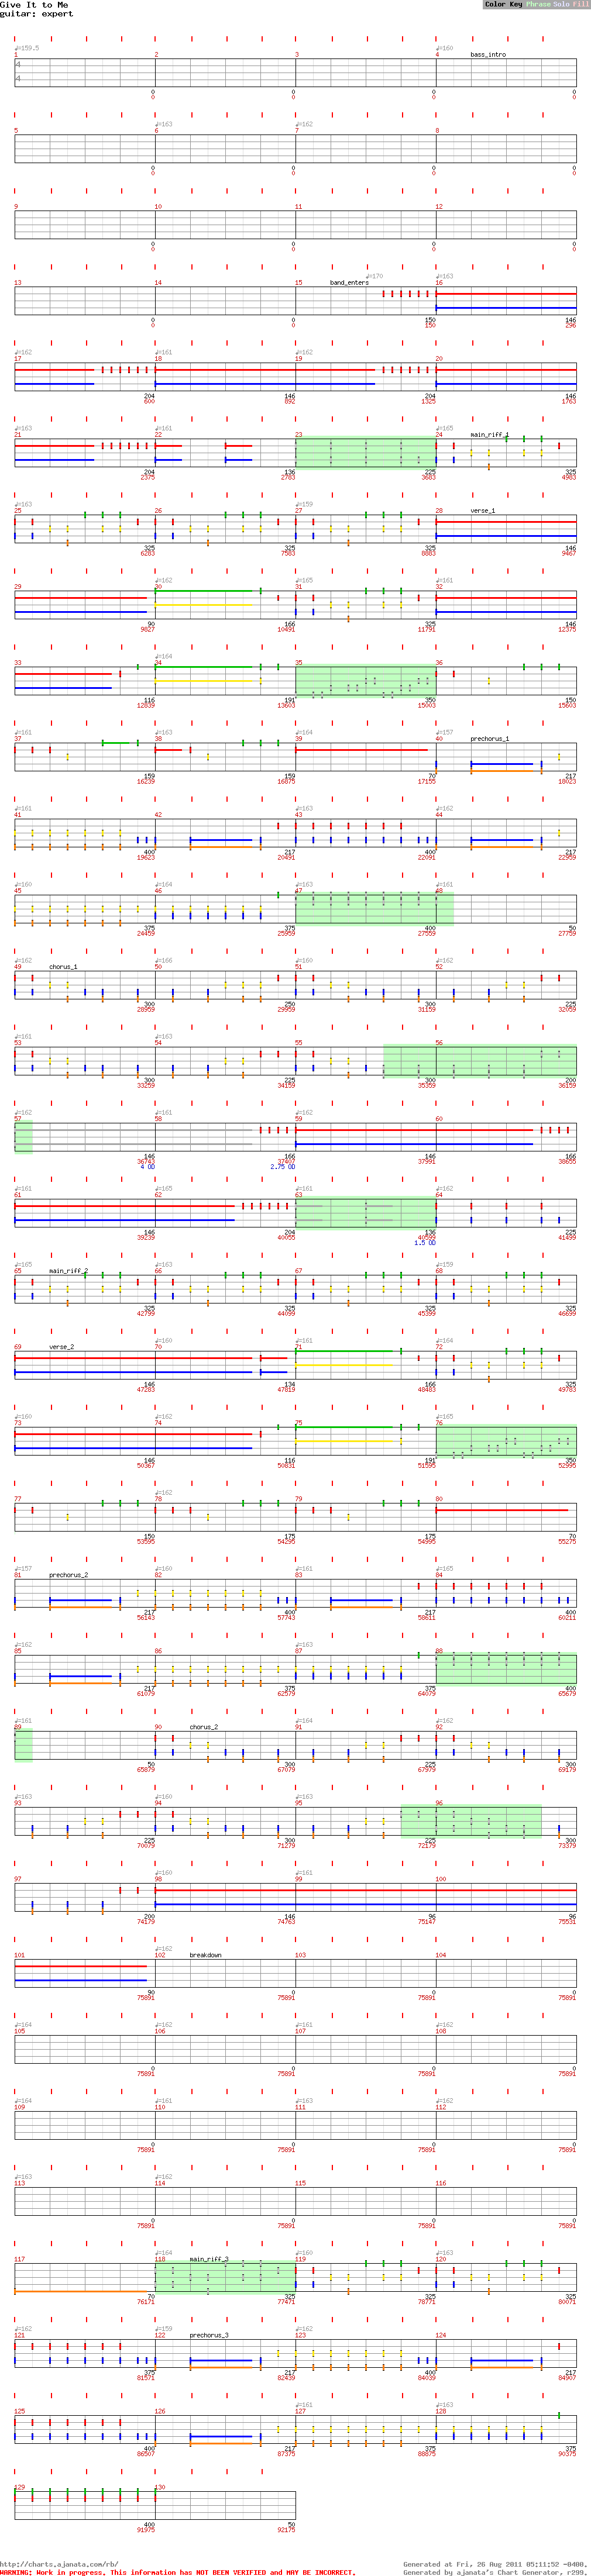 Give It to Me
guitar: expert
Color Key Phrase Solo Fill
♩=159.5 ♩=160
1 2 3 4 bass_intro
4
4
0 0 0 0
0 0 0 0
♩=163 ♩=162
5 6 7 8
0 0 0 0
0 0 0 0
9 10 11 12
0 0 0 0
0 0 0 0
♩=170 ♩=163
13 14 15 band_enters 16
0 0 150 146
0 0 150 296
♩=162 ♩=161 ♩=162
17 18 19 20
204 146 204 146
600 892 1325 1763
♩=163 ♩=161 ♩=165
21 22 23 24 main_riff_1
204 136 225 325
2375 2783 3683 4983
♩=163 ♩=159
25 26 27 28 verse_1
325 325 325 146
6283 7583 8883 9467
♩=162 ♩=165 ♩=161
29 30 31 32
90 166 325 146
9827 10491 11791 12375
♩=164
33 34 35 36
116 191 350 150
12839 13603 15003 15603
♩=161 ♩=163 ♩=164 ♩=157
37 38 39 40 prechorus_1
159 159 70 217
16239 16875 17155 18023
♩=161 ♩=163 ♩=162
41 42 43 44
400 217 400 217
19623 20491 22091 22959
♩=160 ♩=164 ♩=163 ♩=161
45 46 47 48
375 375 400 50
24459 25959 27559 27759
♩=162 ♩=166 ♩=160 ♩=162
49 chorus_1 50 51 52
300 250 300 225
28959 29959 31159 32059
♩=161 ♩=163
53 54 55 56
300 225 300 200
33259 34159 35359 36159
♩=162 ♩=161 ♩=162
57 58 59 60
146 166 146 166
36743 37407 37991 38655
4 OD 2.75 OD
♩=161 ♩=165 ♩=161 ♩=162
61 62 63 64
146 204 136 225
39239 40055 40599 41499
1.5 OD
♩=165 ♩=163 ♩=159
65 main_riff_2 66 67 68
325 325 325 325
42799 44099 45399 46699
♩=160 ♩=161 ♩=164
69 verse_2 70 71 72
146 134 166 325
47283 47819 48483 49783
♩=160 ♩=162 ♩=165
73 74 75 76
146 116 191 350
50367 50831 51595 52995
♩=162
77 78 79 80
150 175 175 70
53595 54295 54995 55275
♩=157 ♩=160 ♩=161 ♩=165
81 prechorus_2 82 83 84
217 400 217 400
56143 57743 58611 60211
♩=162 ♩=163
85 86 87 88
217 375 375 400
61079 62579 64079 65679
♩=161 ♩=164 ♩=162
89 90 chorus_2 91 92
50 300 225 300
65879 67079 67979 69179
♩=163 ♩=160 ♩=163
93 94 95 96
225 300 225 300
70079 71279 72179 73379
♩=160 ♩=161
97 98 99 100
200 146 96 96
74179 74763 75147 75531
♩=162
101 102 breakdown 103 104
90 0 0 0
75891 75891 75891 75891
♩=164 ♩=162 ♩=161 ♩=162
105 106 107 108
0 0 0 0
75891 75891 75891 75891
♩=164 ♩=161 ♩=163 ♩=162
109 110 111 112
0 0 0 0
75891 75891 75891 75891
♩=163 ♩=162
113 114 115 116
0 0 0 0
75891 75891 75891 75891
♩=164 ♩=160 ♩=163
117 118 main_riff_3 119 120
70 325 325 325
76171 77471 78771 80071
♩=162 ♩=159 ♩=162
121 122 prechorus_3 123 124
375 217 400 217
81571 82439 84039 84907
♩=161 ♩=163
125 126 127 128
400 217 375 375
86507 87375 88875 90375
129 130
400 50
91975 92175
http://charts.ajanata.com/rb/
WARNING: Work in progress. This information has NOT BEEN VERIFIED and MAY BE INCORRECT.
Generated at Fri, 26 Aug 2011 05:11:52 -0400.
Generated by ajanata's Chart Generator, r299.